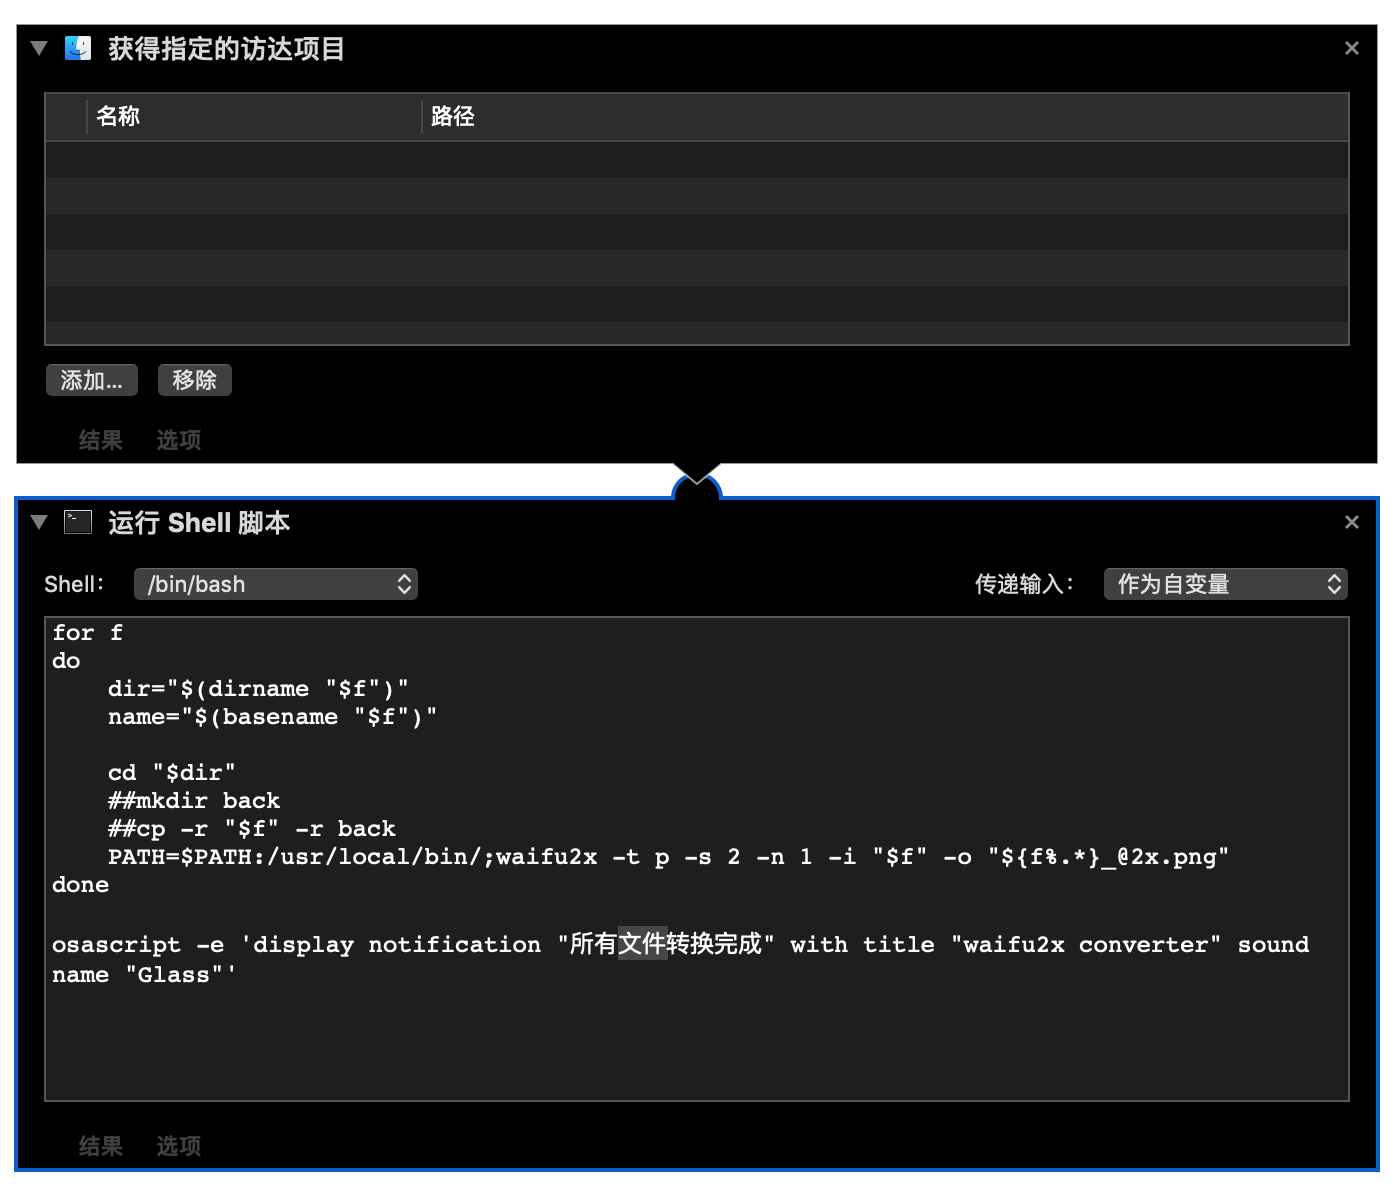 获得指定的访达项目
名称 路径
添加... 移除
结果 选项
运行 Shell 脚本
Shell： /bin/bash 传递输入： 作为自变量
for f
do
    dir="$(dirname "$f")"
    name="$(basename "$f")"
    cd "$dir"
    ##mkdir back
    ##cp -r "$f" -r back
    PATH=$PATH:/usr/local/bin/;waifu2x -t p -s 2 -n 1 -i "$f" -o "${f%.*}_@2x.png"
done
osascript -e 'display notification "所有文件转换完成" with title "waifu2x converter" sound
name "Glass"'
结果 选项